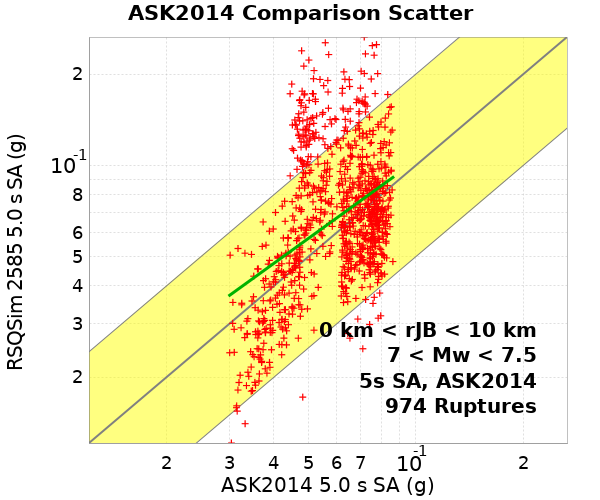 ASK2014 Comparison Scatter
RSQSim 2585 5.0 s SA (g)
2
10-1
8
6
5
4
3
2
0 km < rJB < 10 km
7 < Mw < 7.5
5s SA, ASK2014
974 Ruptures
2 3 4 5 6 7 10-1 2
ASK2014 5.0 s SA (g)